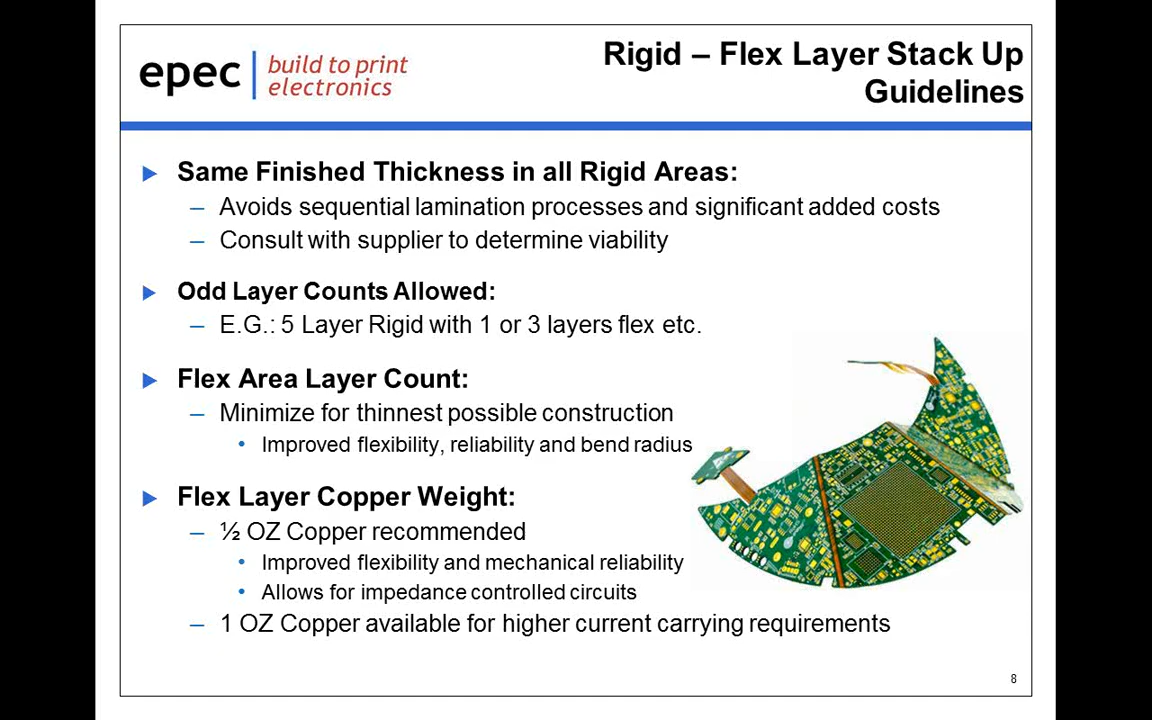 epec
build to print
electronics
Rigid – Flex Layer Stack Up
Guidelines
Same Finished Thickness in all Rigid Areas:
– Avoids sequential lamination processes and significant added costs
– Consult with supplier to determine viability
Odd Layer Counts Allowed:
– E.G.: 5 Layer Rigid with 1 or 3 layers flex etc.
Flex Area Layer Count:
– Minimize for thinnest possible construction
• Improved flexibility, reliability and bend radius
Flex Layer Copper Weight:
– ½ OZ Copper recommended
• Improved flexibility and mechanical reliability
• Allows for impedance controlled circuits
– 1 OZ Copper available for higher current carrying requirements
8